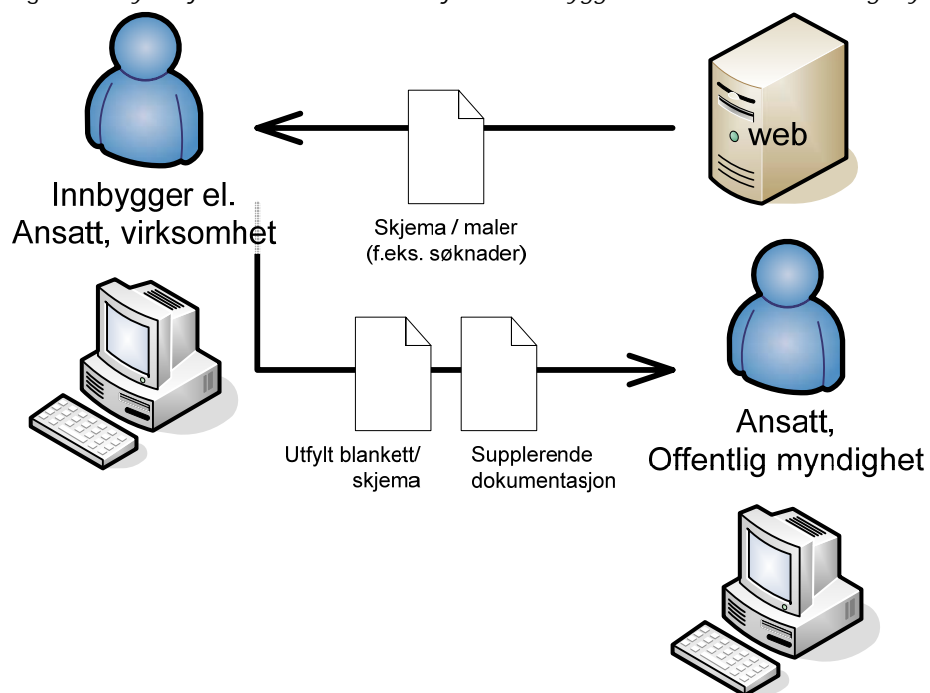 web
Innbygger el.
Ansatt, virksomhet
Skjema / maler
(f.eks. søknader)
Utfylt blankett/
skjema
Supplerende
dokumentasjon
Ansatt,
Offentlig myndighet